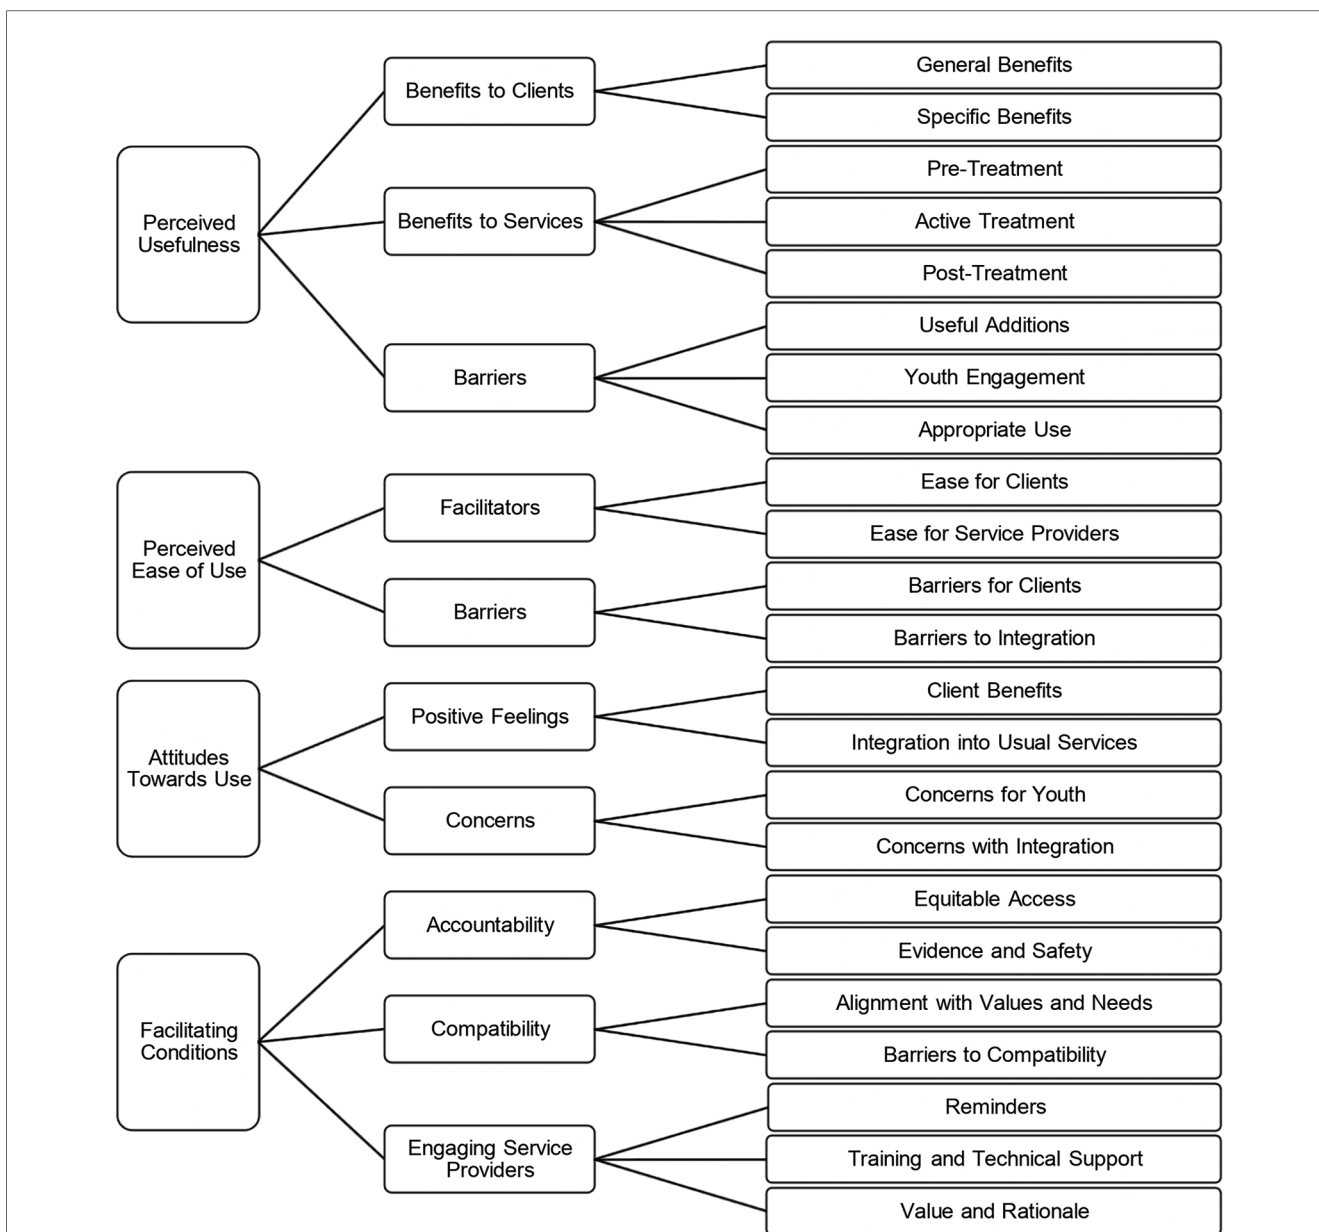 Perceived
Usefulness
Benefits to Clients
General Benefits
Specific Benefits
Benefits to Services
Pre-Treatment
Active Treatment
Post-Treatment
Barriers
Useful Additions
Youth Engagement
Appropriate Use
Perceived
Ease of Use
Facilitators
Ease for Clients
Ease for Service Providers
Barriers
Barriers for Clients
Barriers to Integration
Attitudes
Towards Use
Positive Feelings
Client Benefits
Integration into Usual Services
Concerns
Concerns for Youth
Concerns with Integration
Facilitating
Conditions
Accountability
Equitable Access
Evidence and Safety
Compatibility
Alignment with Values and Needs
Barriers to Compatibility
Engaging Service
Providers
Reminders
Training and Technical Support
Value and Rationale